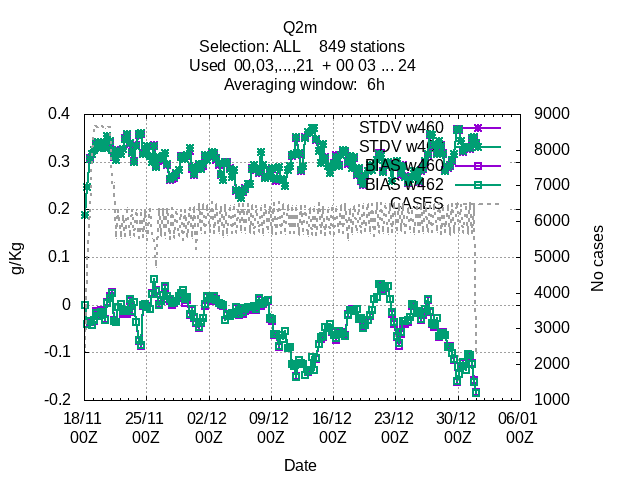 Q2m
Selection: ALL 849 stations
Used 00,03,...,21 + 00 03 ... 24
Averaging window: 6h
0.4 9000
STDV w460
0.3 8000
STDV w462
BIAS w460
7000
BIAS w462
0.2 CASES
6000
0.1 5000
g/Kg No cases
0 4000
3000
-0.1 2000
-0.2 1000
18/11 25/11 02/12 09/12 16/12 23/12 30/12 06/01
00Z 00Z 00Z 00Z 00Z 00Z 00Z 00Z
Date